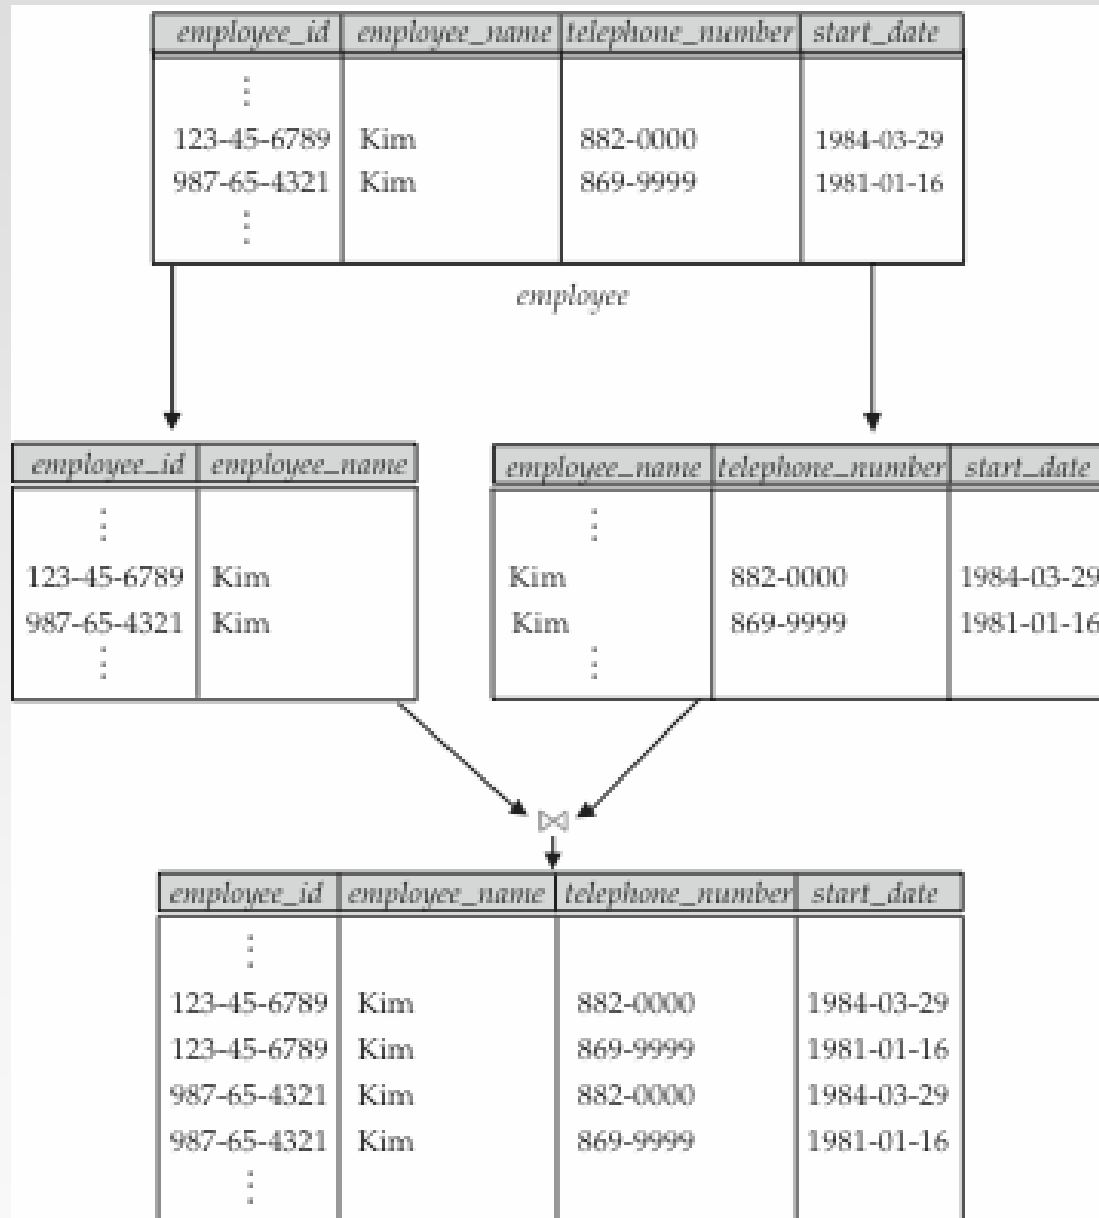 employee_id employee_name telephone_number start_date
⋮
123-45-6789 Kim 882-0000 1984-03-29
987-65-4321 Kim 869-9999 1981-01-16
⋮
employee
employee_id employee_name
⋮
123-45-6789 Kim
987-65-4321 Kim
⋮
employee_name telephone_number start_date
⋮
Kim 882-0000 1984-03-29
Kim 869-9999 1981-01-16
⋮
⋈
employee_id employee_name telephone_number start_date
⋮
123-45-6789 Kim 882-0000 1984-03-29
123-45-6789 Kim 869-9999 1981-01-16
987-65-4321 Kim 882-0000 1984-03-29
987-65-4321 Kim 869-9999 1981-01-16
⋮